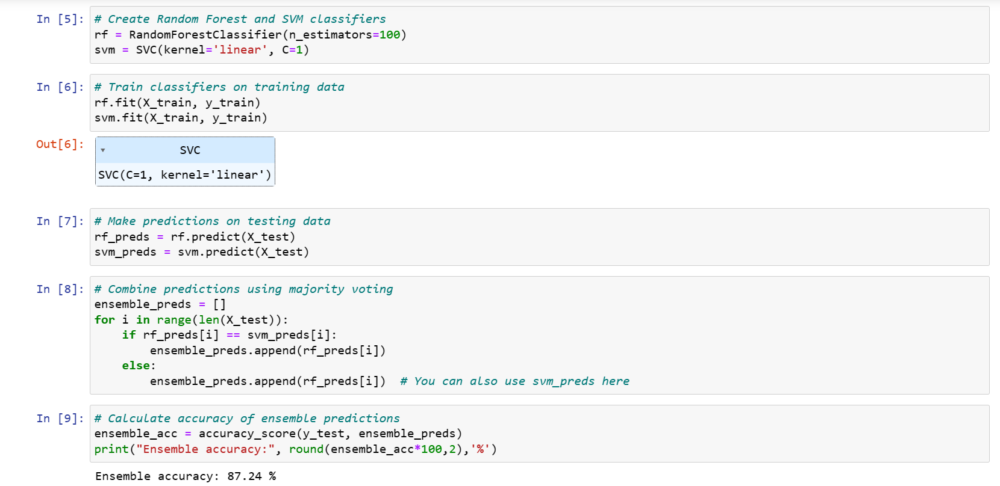 In [5]: # Create Random Forest and SVM classifiers
rf = RandomForestClassifier(n_estimators=100)
svm = SVC(kernel='linear', C=1)
In [6]: # Train classifiers on training data
rf.fit(X_train, y_train)
svm.fit(X_train, y_train)
Out[6]:
▾ SVC
SVC(C=1, kernel='linear')
In [7]: # Make predictions on testing data
rf_preds = rf.predict(X_test)
svm_preds = svm.predict(X_test)
In [8]: # Combine predictions using majority voting
ensemble_preds = []
for i in range(len(X_test)):
    if rf_preds[i] == svm_preds[i]:
        ensemble_preds.append(rf_preds[i])
    else:
        ensemble_preds.append(rf_preds[i])  # You can also use svm_preds here
In [9]: # Calculate accuracy of ensemble predictions
ensemble_acc = accuracy_score(y_test, ensemble_preds)
print("Ensemble accuracy:", round(ensemble_acc*100,2),'%')
Ensemble accuracy: 87.24 %